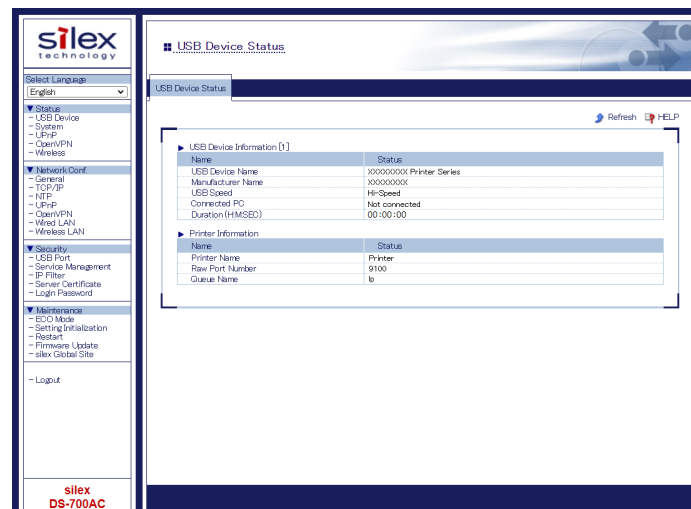 silex
technology
Select Language
English
▼ Status
- USB Device
- System
- UPnP
- OpenVPN
- Wireless
▼ Network Conf.
- General
- TCP/IP
- NTP
- UPnP
- OpenVPN
- Wired LAN
- Wireless LAN
▼ Security
- USB Port
- Service Management
- IP Filter
- Server Certificate
- Login Password
▼ Maintenance
- ECO Mode
- Setting Initialization
- Restart
- Firmware Update
- silex Global Site
- Logout
silex
DS-700AC
USB Device Status
USB Device Status
Refresh HELP
USB Device Information [1]
Name Status
USB Device Name XXXXXXXX Printer Series
Manufacturer Name XXXXXXXX
USB Speed Hi-Speed
Connected PC Not connected
Duration (H:M:SEC) 00:00:00
Printer Information
Name Status
Printer Name Printer
Raw Port Number 9100
Queue Name lp